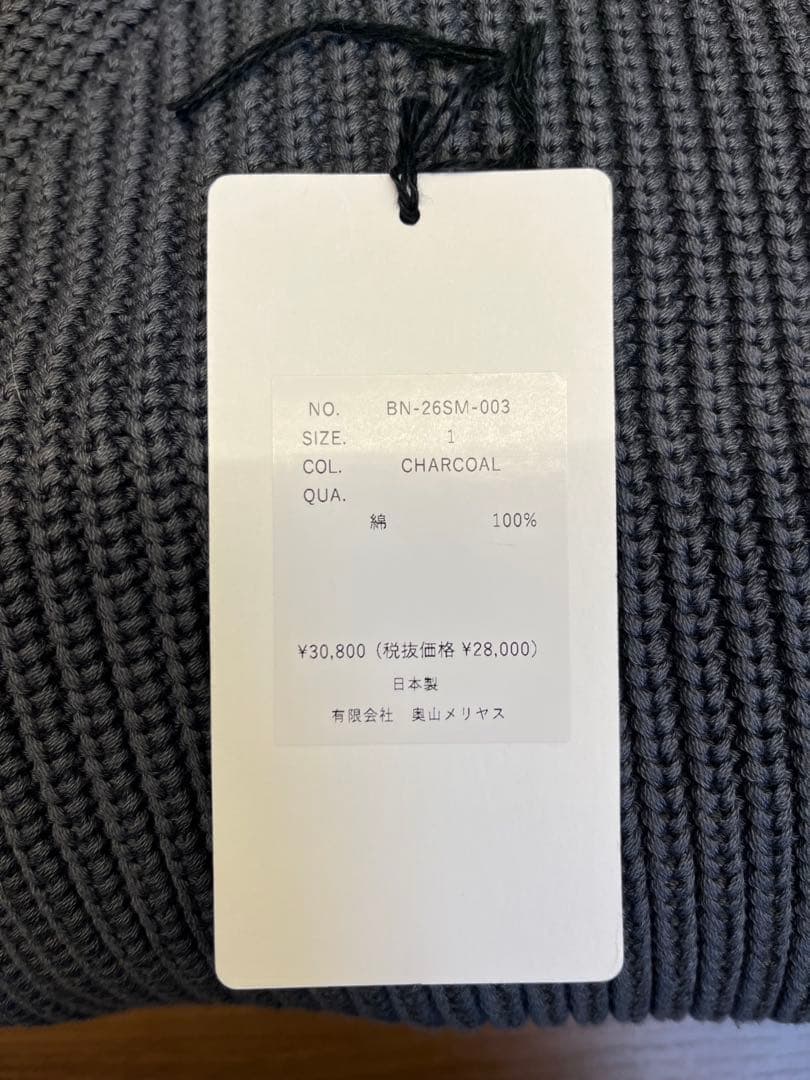 NO. BN-26SM-003
SIZE. 1
COL. CHARCOAL
QUA.
綿 100%
¥30,800（税抜価格 ¥28,000）
日本製
有限会社 奥山メリヤス